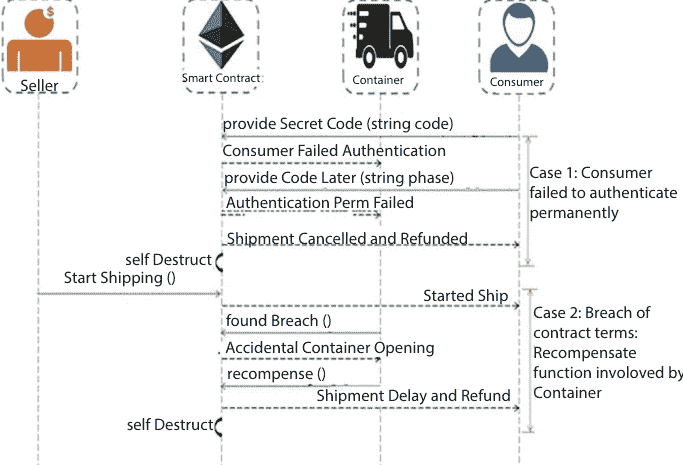 $
Seller
Smart Contract
Container
Consumer
provide Secret Code (string code)
Consumer Failed Authentication
provide Code Later (string phase)
Authentication Perm Failed
Shipment Cancelled and Refunded
self Destruct
Case 1: Consumer
failed to authenticate
permanently
Start Shipping ()
Started Ship
found Breach ()
Accidental Container Opening
recompense ()
Shipment Delay and Refund
self Destruct
Case 2: Breach of
contract terms:
Recompensate
function involoved by
Container